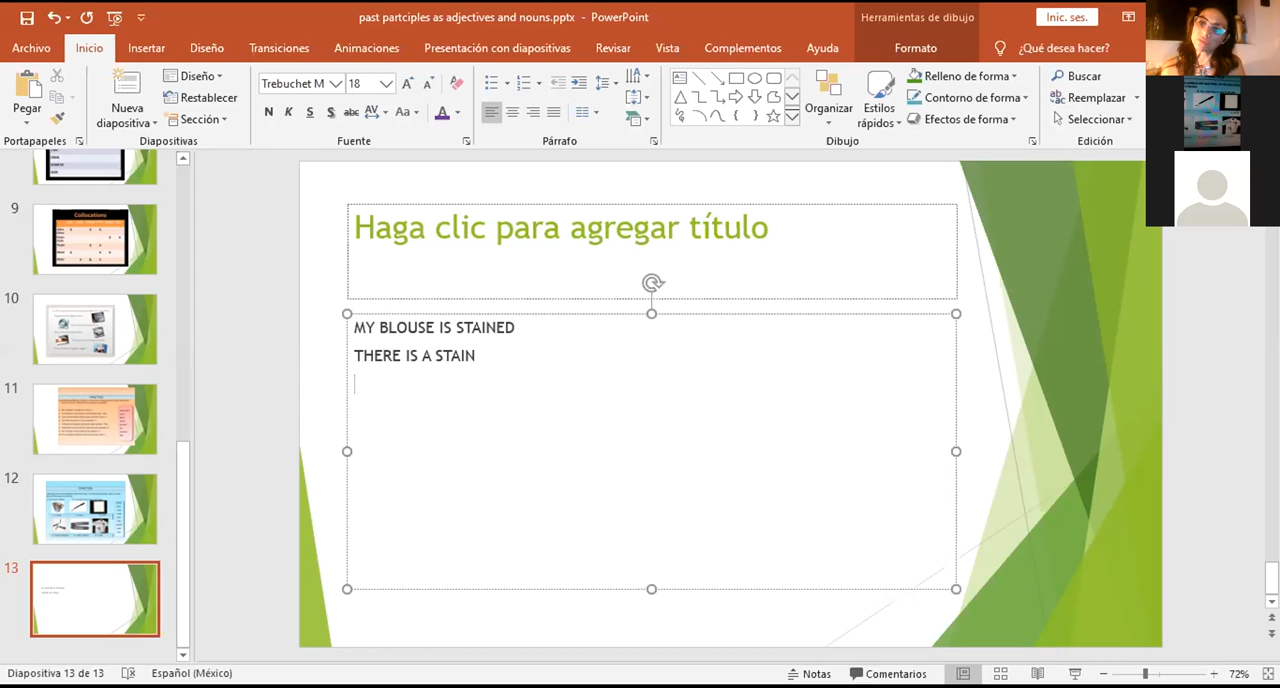 past partciples as adjectives and nouns.pptx - PowerPoint
Herramientas de dibujo
Inic. ses.
Archivo
Inicio
Insertar
Diseño
Transiciones
Animaciones
Presentación con diapositivas
Revisar
Vista
Complementos
Ayuda
Formato
¿Qué desea hacer?
Pegar
Portapapeles
Nueva
diapositiva
Diseño
Restablecer
Sección
Diapositivas
Trebuchet M
18
N K S S abc AV Aa A
Fuente
Párrafo
Organizar
Estilos
rápidos
Relleno de forma
Contorno de forma
Efectos de forma
Dibujo
Buscar
Reemplazar
Seleccionar
Edición
9
Collocations
10
11
12
13
Haga clic para agregar título
MY BLOUSE IS STAINED
THERE IS A STAIN
Diapositiva 13 de 13
Español (México)
Notas
Comentarios
72%